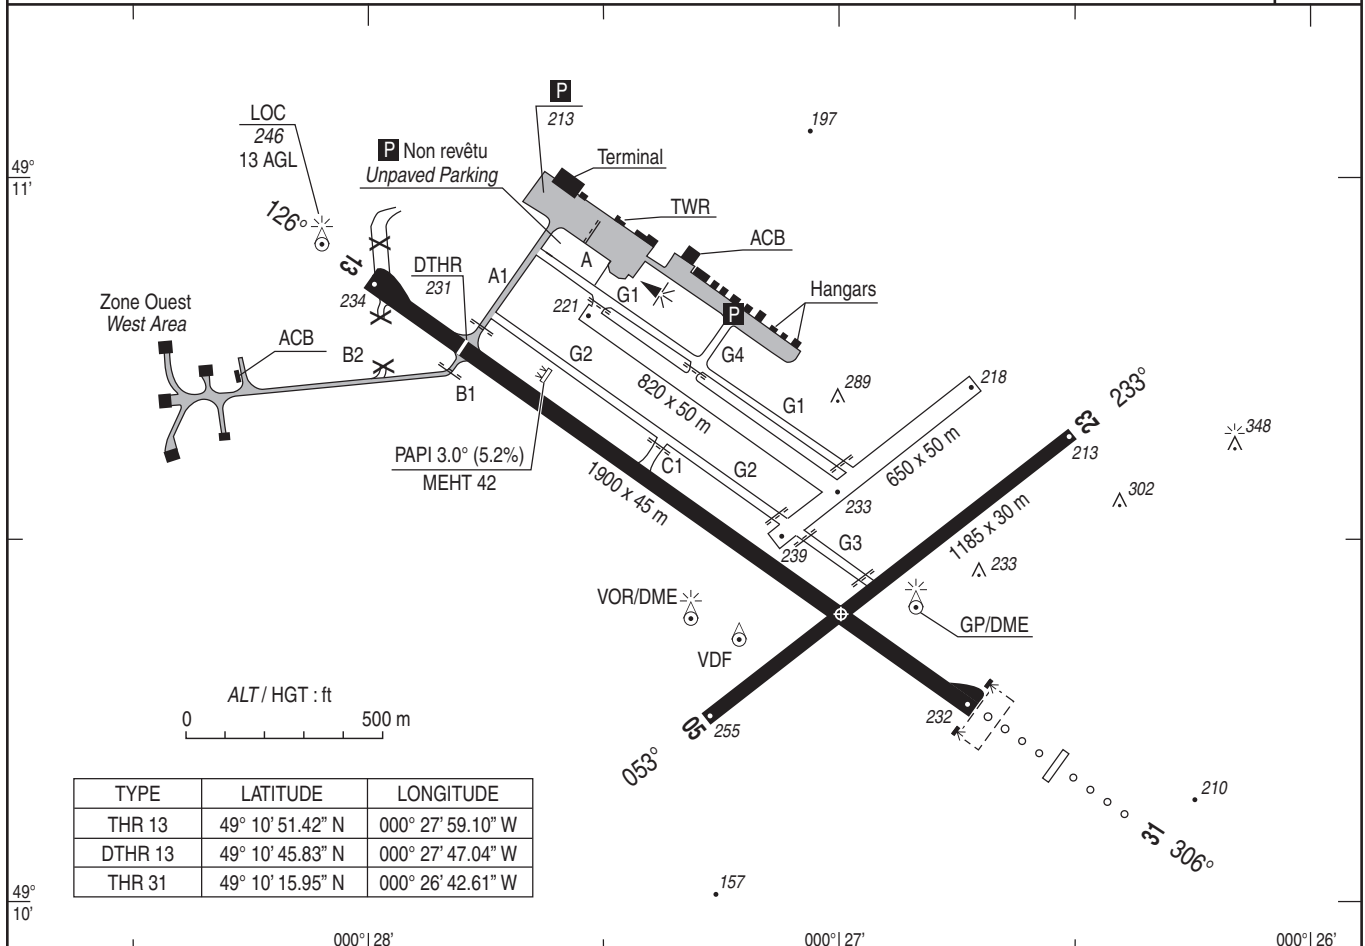 P
213
LOC
246
13 AGL
197
P Non revêtu
Unpaved Parking
Terminal
49°
11’
TWR
126°
ACB
13
DTHR
231
A1
A
G1
Hangars
234
221
P
Zone Ouest
West Area
ACB
B2
G2
G4
B1
820 x 50 m
289
G1
218
23
233°
213
348
PAPI 3.0° (5.2%)
MEHT 42
C1
G2
650 x 50 m
1900 x 45 m
233
302
1185 x 30 m
239
G3
233
VOR/DME
GP/DME
VDF
ALT / HGT : ft
0 500 m
232
05
255
053°
210
31
306°
TYPE LATITUDE LONGITUDE
THR 13 49° 10’ 51.42” N 000° 27’ 59.10” W
DTHR 13 49° 10’ 45.83” N 000° 27’ 47.04” W
THR 31 49° 10’ 15.95” N 000° 26’ 42.61” W
157
49°
10’
000° 28’ 000° 27’ 000° 26’